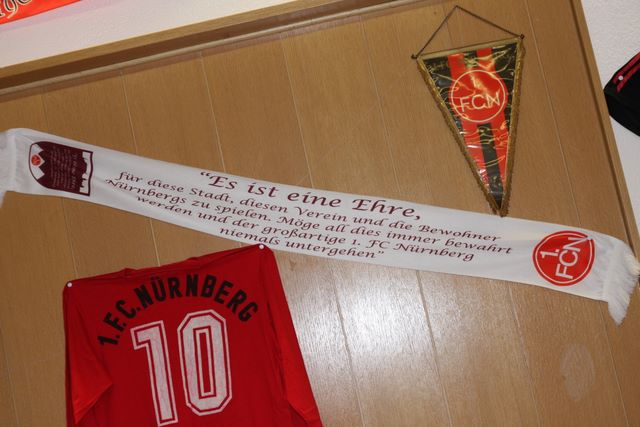 FCN
"Es ist eine Ehre,
für diese Stadt, diesen Verein und die Bewohner
Nürnbergs zu spielen. Möge all dies immer bewahrt
werden und der großartige 1. FC Nürnberg
niemals untergehen"
1.
FCN
1.F.C.NÜRNBERG
10